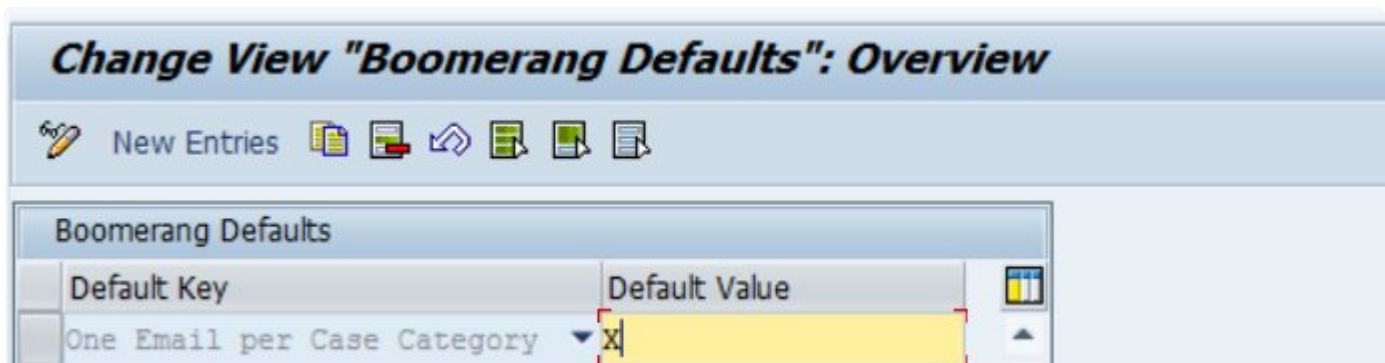 Change View "Boomerang Defaults": Overview
New Entries
Boomerang Defaults
Default Key Default Value
One Email per Case Category X